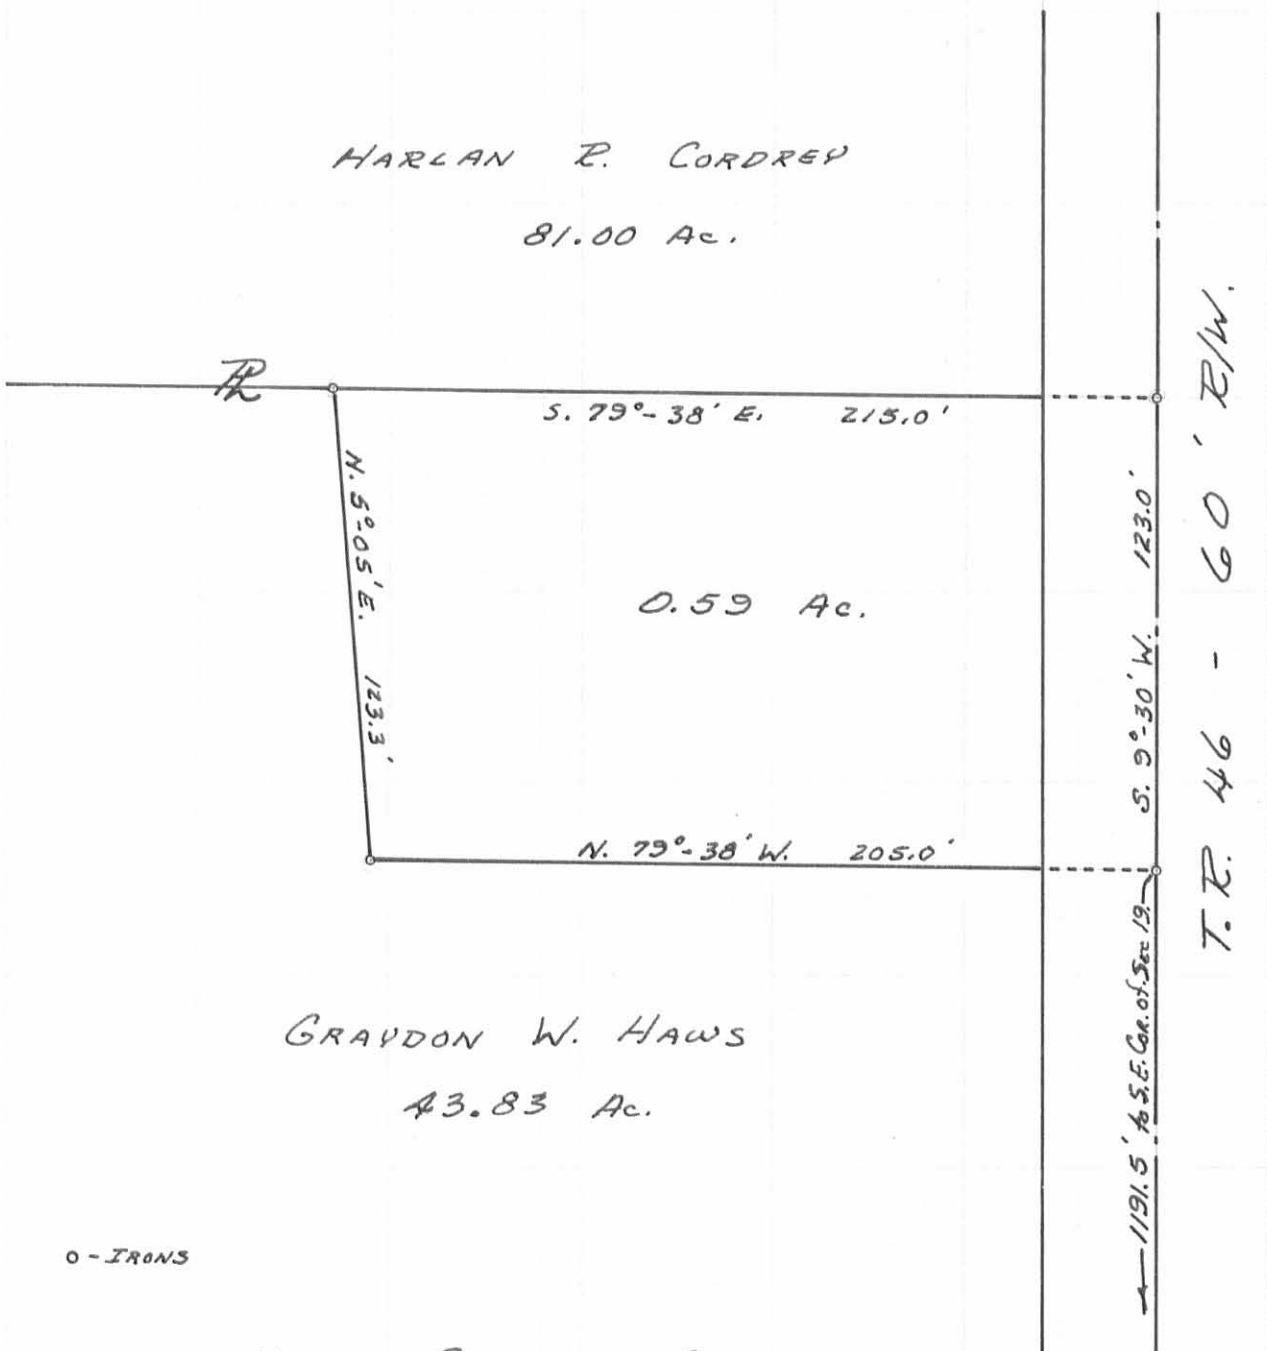 HARLAN R. CORDREY
81.00 Ac.
PL
S. 79°-38' E. 215.0'
N. 5°-05' E. 123.3'
0.59 Ac.
S. 9°-30' W. 123.0'
T. R. 46 - 60' R/W.
N. 79°-38' W. 205.0'
1191.5' to S.E. Cor. of Sec 19.
GRAYDON W. HAWS
43.83 Ac.
o - IRONS